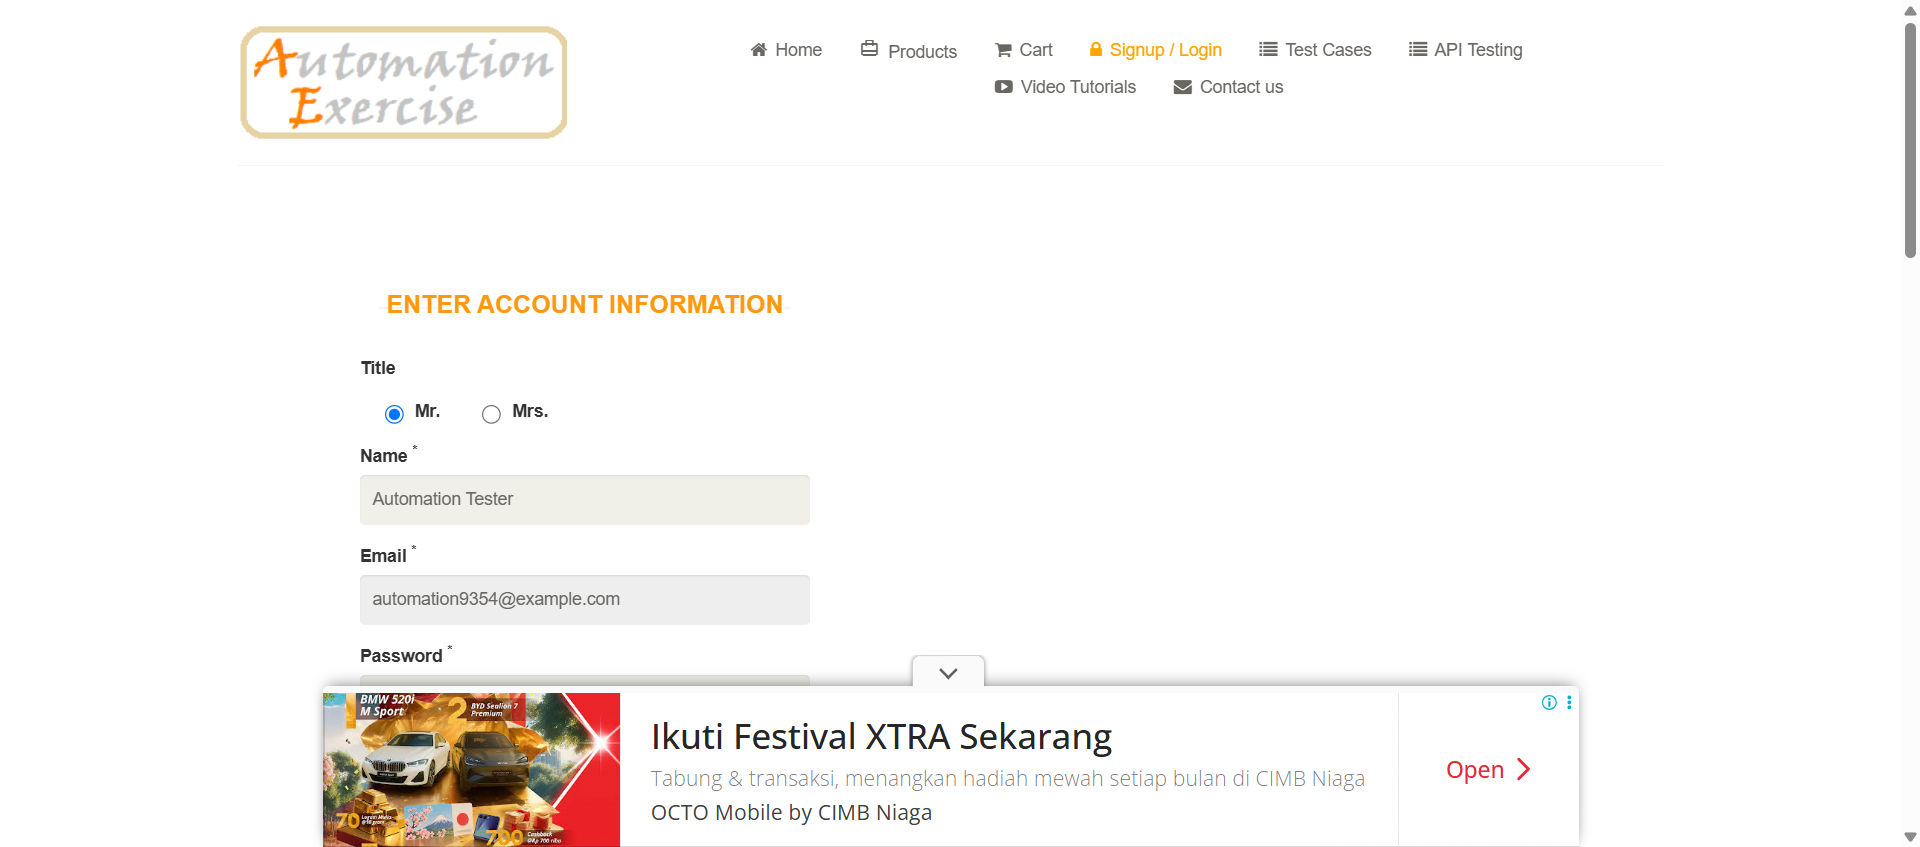 Automation
Exercise
Home
Products
Cart
Signup / Login
Test Cases
API Testing
Video Tutorials
Contact us
ENTER ACCOUNT INFORMATION
Title
Mr.
Mrs.
Name *
Automation Tester
Email *
automation9354@example.com
Password *
BMW 520i
M Sport
2
BYD Sealion 7
Premium
70
700
Cashback
Ikuti Festival XTRA Sekarang
Tabung & transaksi, menangkan hadiah mewah setiap bulan di CIMB Niaga
OCTO Mobile by CIMB Niaga
Open